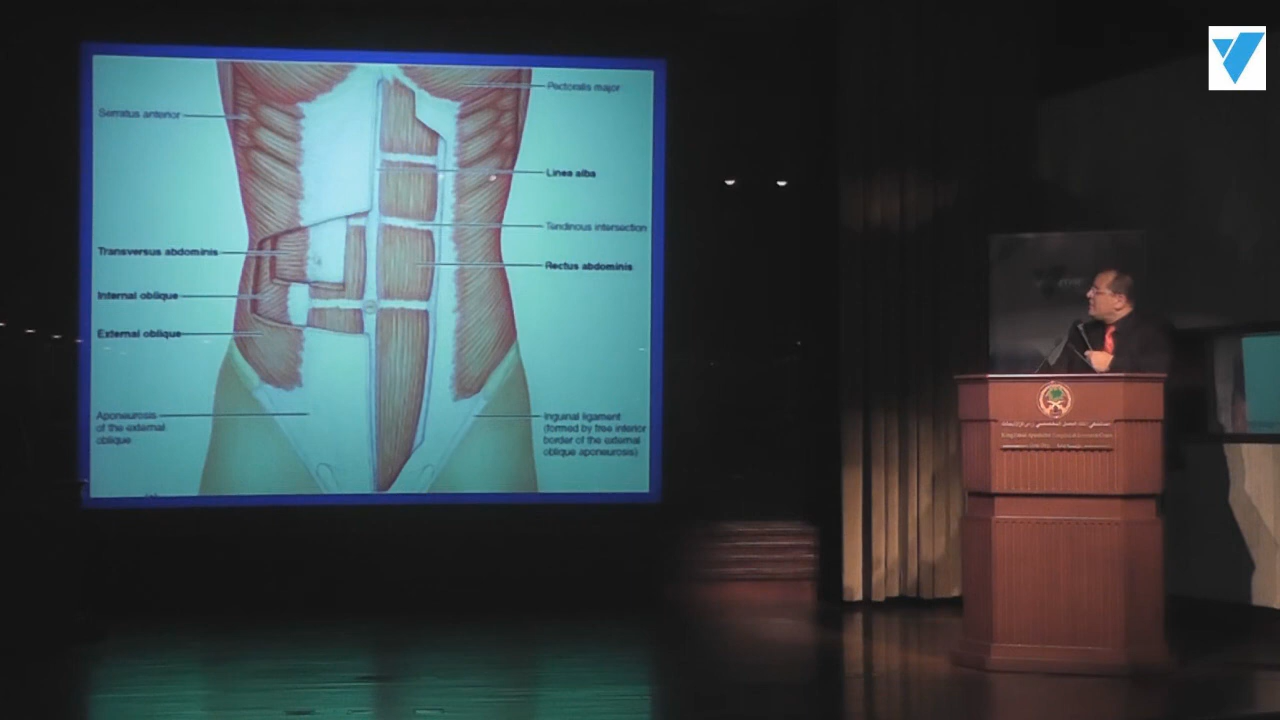 Pectoralis major
Serratus anterior
Linea alba
Tendinous intersection
Transversus abdominis
Rectus abdominis
Internal oblique
External oblique
Aponeurosis
of the external
oblique
Inguinal ligament
(formed by free inferior
border of the external
oblique aponeurosis)